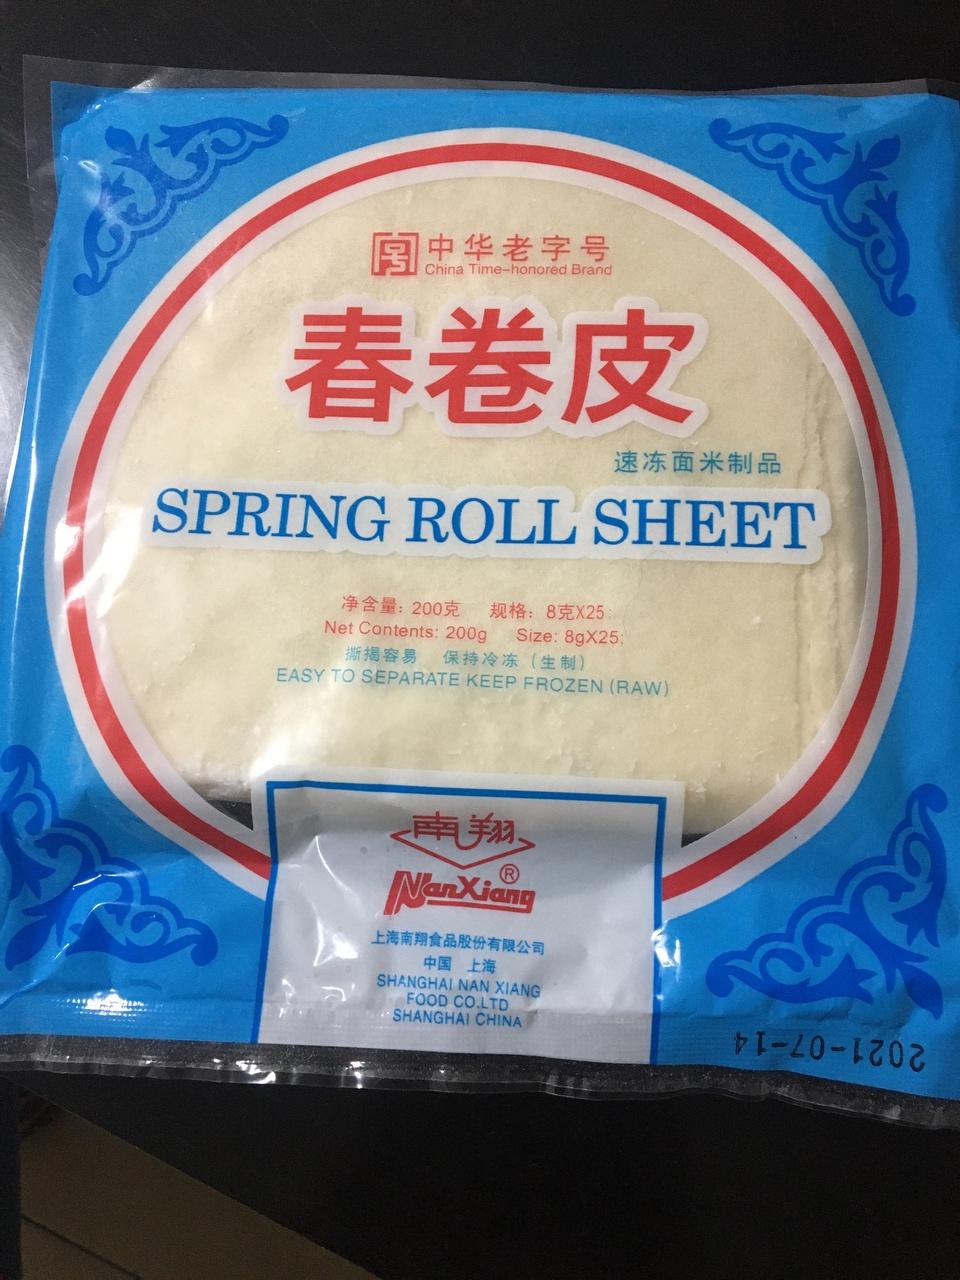 中华老字号
China Time-honored Brand
春卷皮
速冻面米制品
SPRING ROLL SHEET
净含量: 200克 规格: 8克X25
Net Contents: 200g Size: 8gX25
撕揭容易 保持冷冻 (生制)
EASY TO SEPARATE KEEP FROZEN (RAW)
南翔
NanXiang®
上海南翔食品股份有限公司
中国 上海
SHANGHAI NAN XIANG
FOOD CO.LTD
SHANGHAI CHINA
2021-07-14